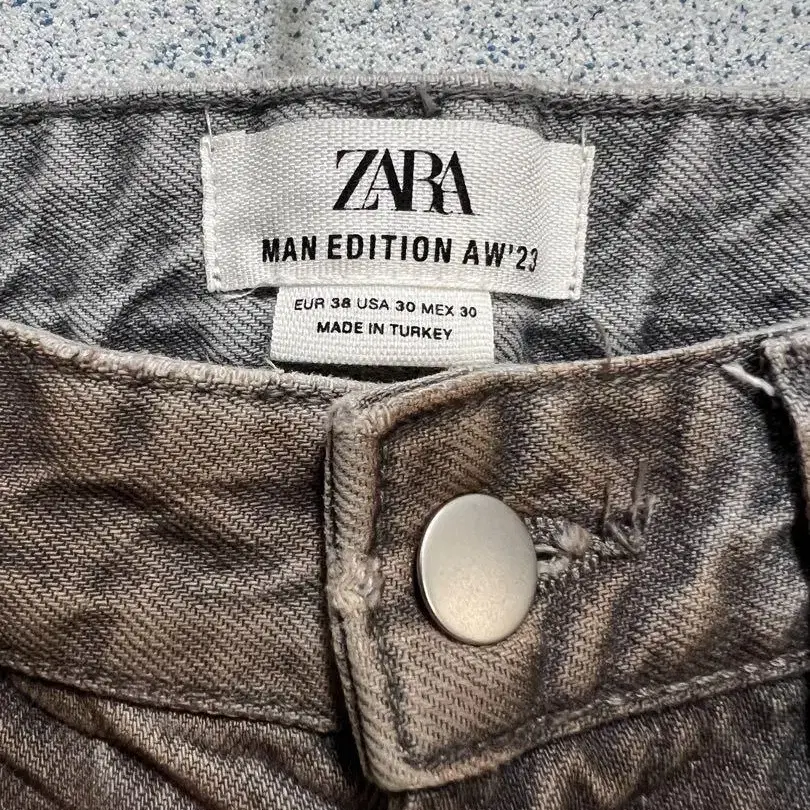 ZARA
MAN EDITION AW'23
EUR 38 USA 30 MEX 30
MADE IN TURKEY